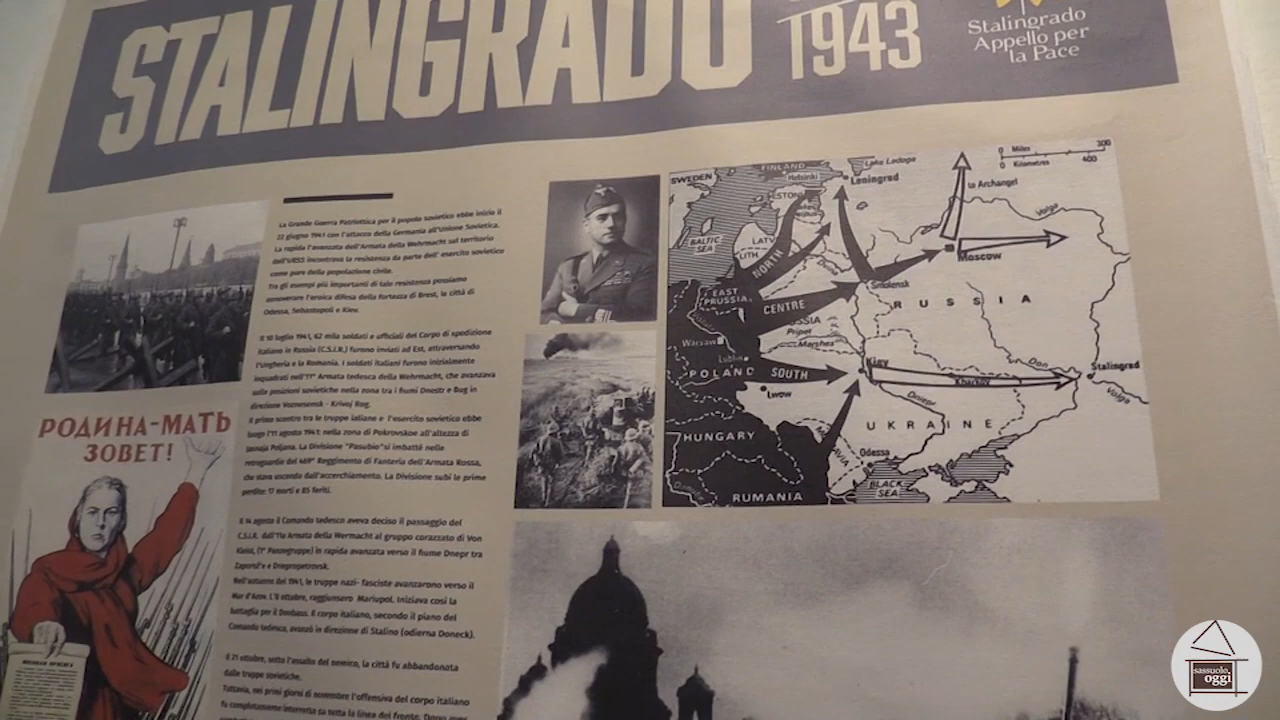 STALINGRADO
1943
Stalingrado
Appello per
la Pace
La Grande Guerra Patriottica per il popolo sovietico ebbe inizio il
22 giugno 1941 con l'attacco della Germania all'Unione Sovietica.
La rapida l'avanzata dell'Armata della Wehrmacht sul territorio
dell'URSS incontrava la resistenza da parte dell' esercito sovietico
come pure della popolazione civile.
Tra gli esempi più importanti di tale resistenza possiamo
annoverare l'eroica difesa della fortezza di Brest, le città di
Odessa, Sebastopoli e Kiev.
Il 10 luglio 1941, 62 mila soldati e ufficiali del Corpo di spedizione
italiano in Russia (C.S.I.R.) furono inviati ad Est, attraversando
l'Ungheria e la Romania. I soldati italiani furono inizialmente
inquadrati nell'11° Armata tedesca della Wehrmacht, che avanzava
sulle posizioni sovietiche nella zona tra i fiumi Dnestr e Bug in
direzione Voznesensk - Krivoj Rog.
Il primo scontro tra le truppe italiane e l'esercito sovietico ebbe
luogo l'11 agosto 1941: nella zona di Pokrovskoe all'altezza di
Jasnaja Poljana. La Divisione "Pasubio"si imbatté nelle
retroguardie del 469° Reggimento di Fanteria dell'Armata Rossa,
che stava uscendo dall'accerchiamento. La Divisione subì le prime
perdite: 17 morti e 85 feriti.
Il 14 agosto il Comando tedesco aveva deciso il passaggio del
C.S.I.R. dall'11a Armata della Wermacht al gruppo corazzato di Von
Kleist, (1° Panzegruppe) in rapida avanzata verso il fiume Dnepr tra
Zaporož'e e Dnepropetrovsk.
Nell'autunno del 1941, le truppe nazi- fasciste avanzarono verso il
Mar d'Azov. L'8 ottobre, raggiunsero Mariupol. Iniziava così la
battaglia per il Donbass. Il corpo italiano, secondo il piano del
Comando tedesco, avanzò in direzione di Stalino (odierna Doneck).
Il 21 ottobre, sotto l'assalto del nemico, la città fu abbandonata
dalle truppe sovietiche.
Tuttavia, nei primi giorni di novembre l'offensiva del corpo italiano
fu completamente interrotta su tutta la linea del fronte. Dopo aver
РОДИНА-МАТЬ
ЗОВЕТ!
ВОЕННАЯ ПРИСЯГА
SWEDEN
FINLAND
Helsinki
Lake Ladoga
Leningrad
0 Miles 300
0 Kilometres 400
to Archangel
Volga
ESTONIA
BALTIC
SEA
LATV
LITH
NORTH
Moscow
Smolensk
EAST
PRUSSIA
CENTRE
RUSSIA
RUSSIA
Pripet
Marshes
Warsaw
Lublin
POLAND
SOUTH
Kiev
Kharkov
Don
Stalingrad
Volga
Lwow
Dnepr
UKRAINE
HUNGARY
Odessa
BLACK
SEA
RUMANIA
sassuolo
oggi